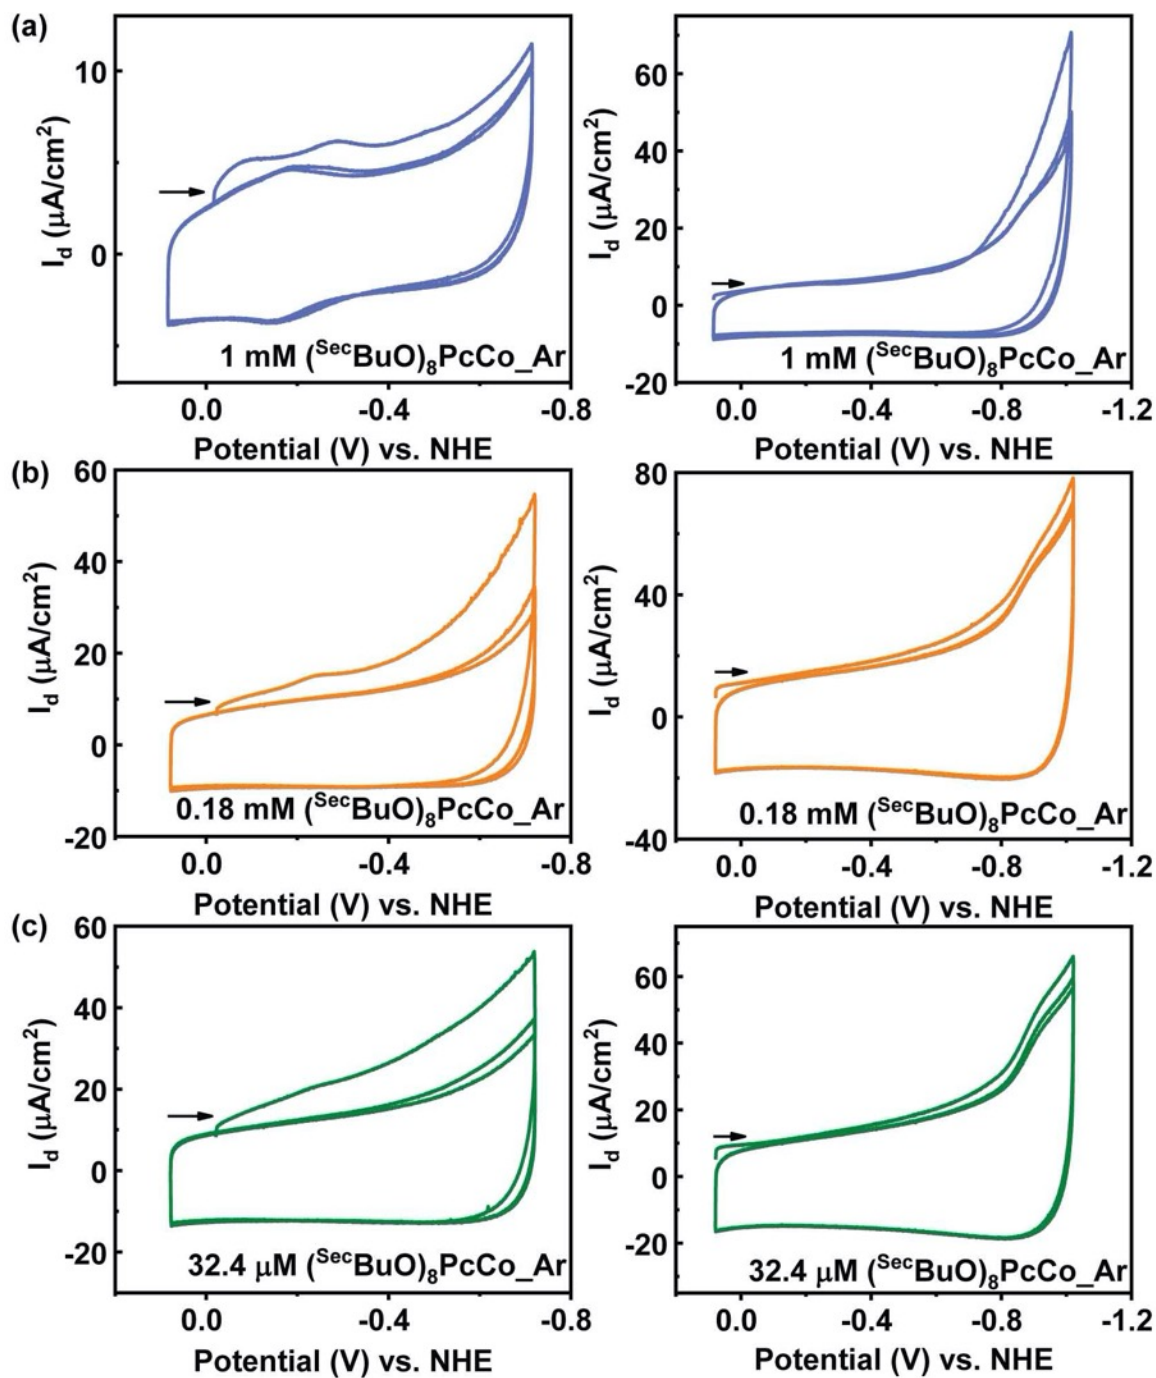 (a)
I_d (μA/cm²)
10
0
1 mM (^SecBuO)₈PcCo_Ar
0.0 -0.4 -0.8
Potential (V) vs. NHE
I_d (μA/cm²)
60
40
20
0
-20
1 mM (^SecBuO)₈PcCo_Ar
0.0 -0.4 -0.8 -1.2
Potential (V) vs. NHE
(b)
I_d (μA/cm²)
60
40
20
0
-20
0.18 mM (^SecBuO)₈PcCo_Ar
0.0 -0.4 -0.8
Potential (V) vs. NHE
I_d (μA/cm²)
80
40
0
-40
0.18 mM (^SecBuO)₈PcCo_Ar
0.0 -0.4 -0.8 -1.2
Potential (V) vs. NHE
(c)
I_d (μA/cm²)
60
40
20
0
-20
32.4 μM (^SecBuO)₈PcCo_Ar
0.0 -0.4 -0.8
Potential (V) vs. NHE
I_d (μA/cm²)
60
40
20
0
-20
32.4 μM (^SecBuO)₈PcCo_Ar
0.0 -0.4 -0.8 -1.2
Potential (V) vs. NHE